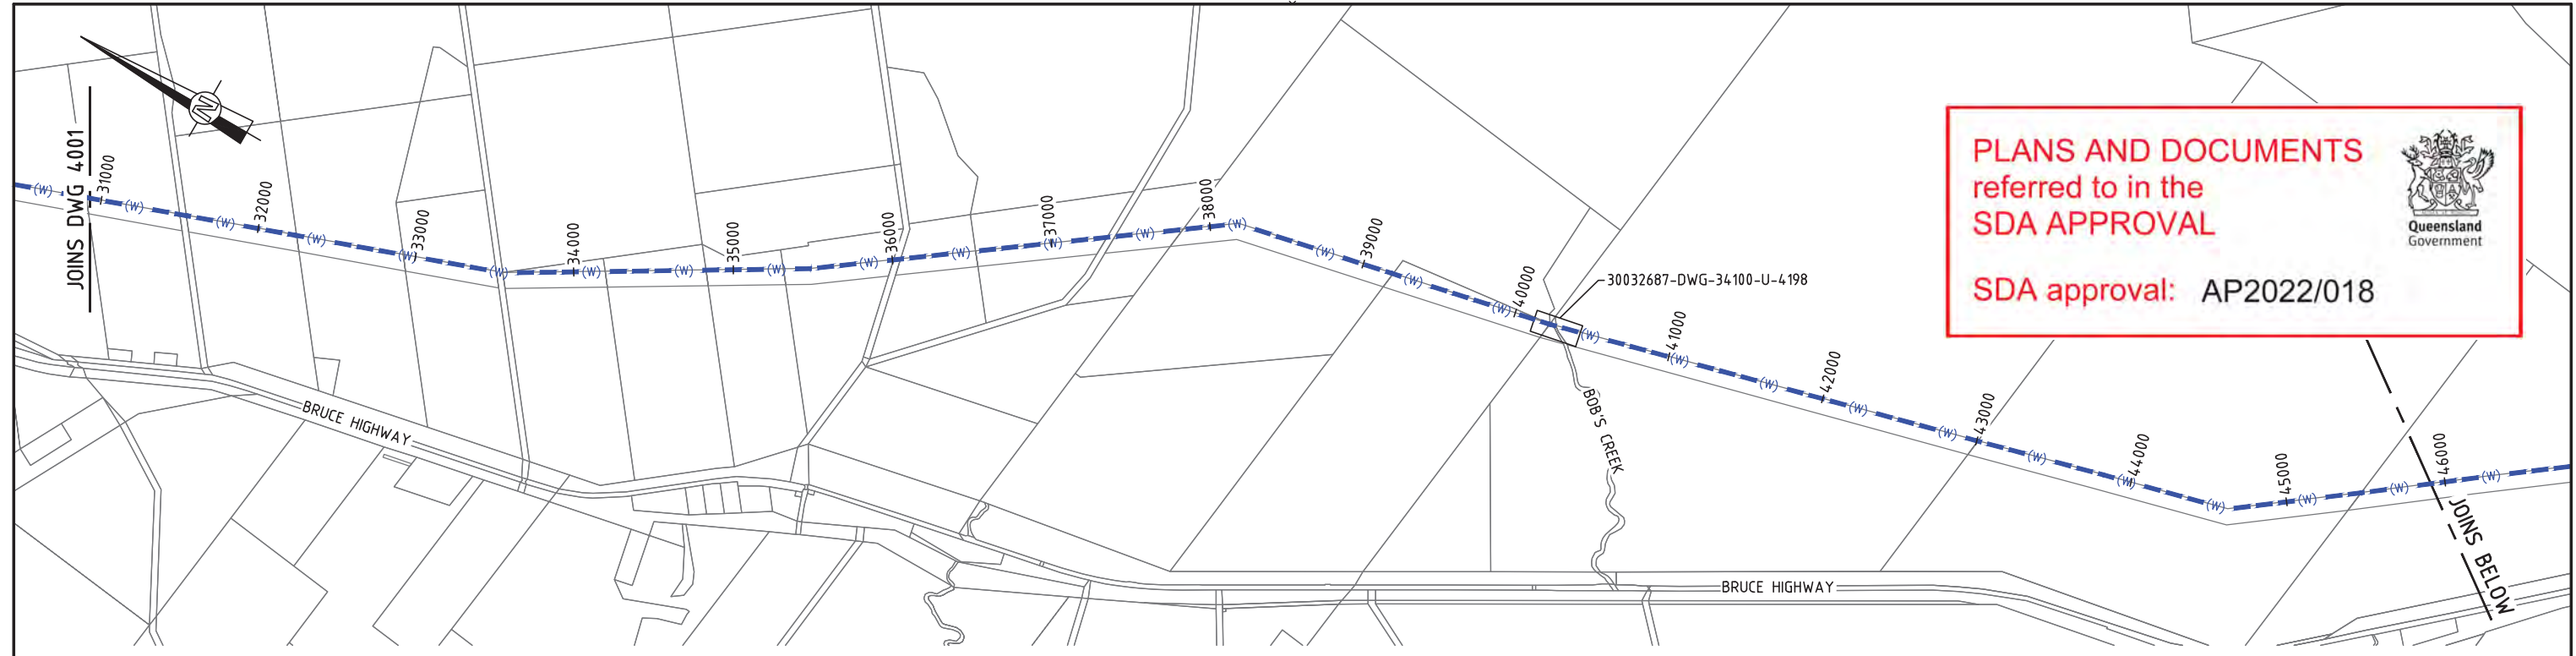 N
JOINS DWG 4001
31000
32000
33000
34000
35000
36000
37000
38000
39000
40000
41000
42000
43000
44000
45000
46000
(W) (W) (W) (W) (W) (W) (W) (W) (W) (W) (W) (W) (W) (W) (W) (W) (W) (W) (W) (W) (W) (W) (W) (W) (W) (W) (W) (W)
30032687-DWG-34100-U-4198
BOB'S CREEK
BRUCE HIGHWAY
BRUCE HIGHWAY
JOINS BELOW
PLANS AND DOCUMENTS
referred to in the
SDA APPROVAL
SDA approval: AP2022/018
Queensland
Government